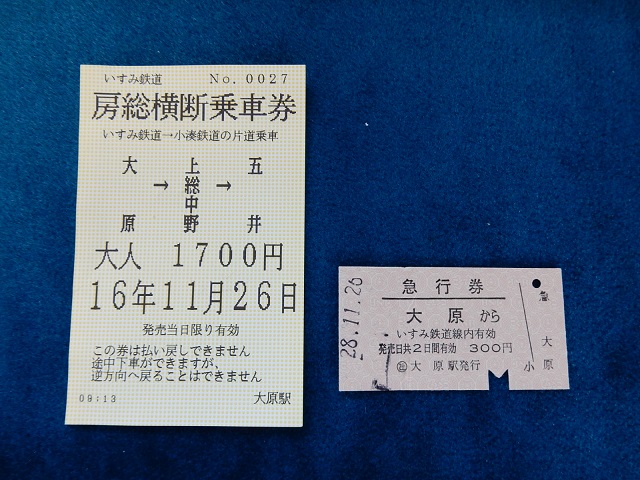 いすみ鉄道 No. 0027
房総横断乗車券
いすみ鉄道→小湊鉄道の片道乗車
大原→上総中野→五井
大人 1700円
16年11月26日
発売当日限り有効
この券は払い戻しできません
途中下車ができますが、
逆方向へ戻ることはできません
09:13 大原駅
28.11.26
急行券
大原から
いすみ鉄道線内有効
発売日共2日間有効 300円
大原駅発行
急
大原
小